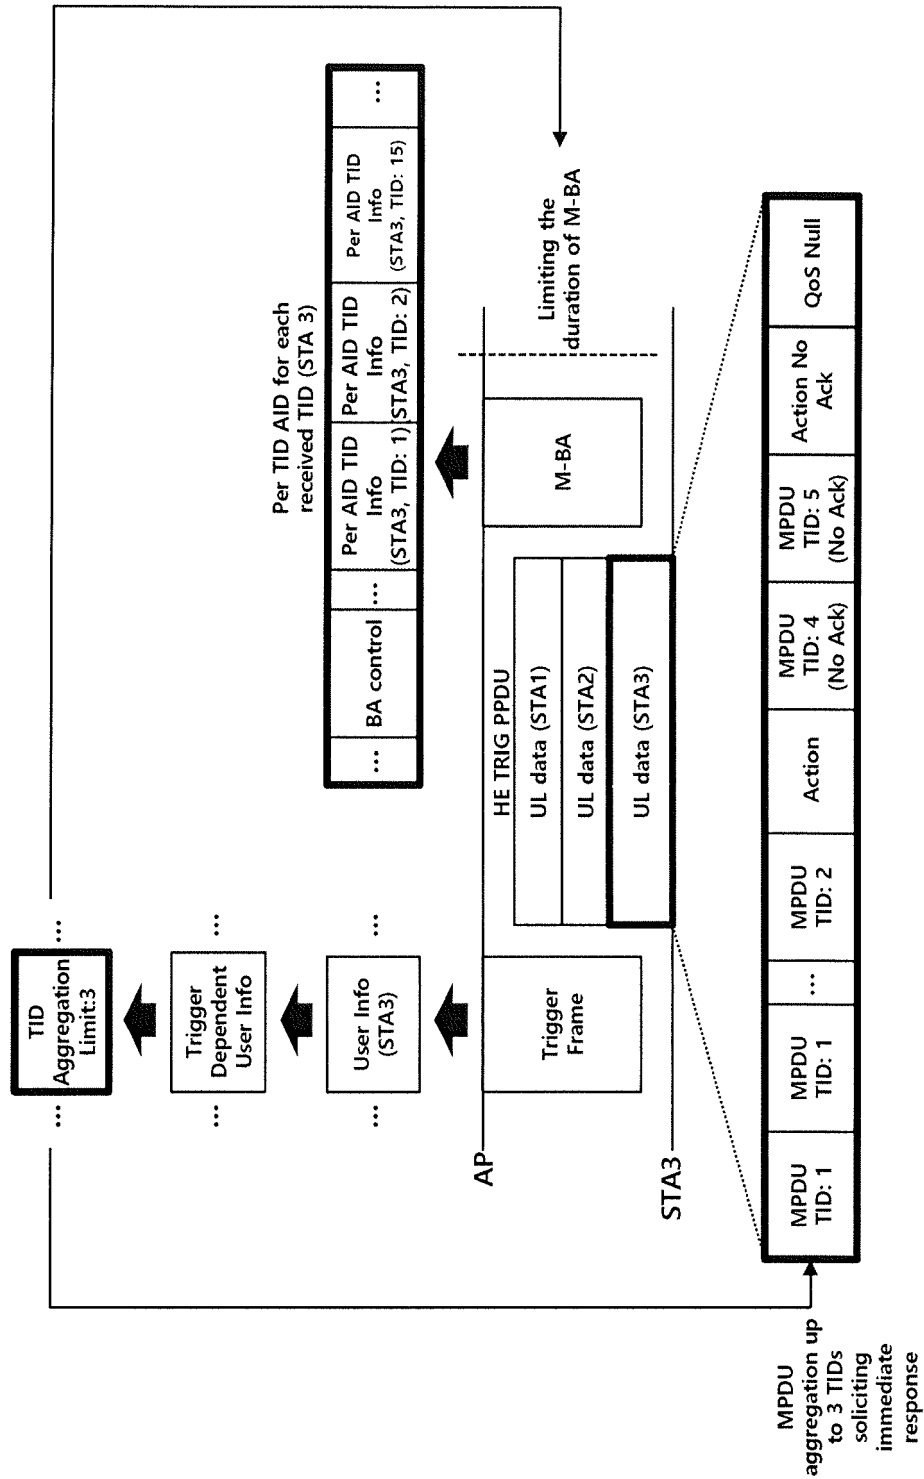 TID
Aggregation
Limit:3
...
...
Trigger
Dependent
User Info
...
...
User Info
(STA3)
...
...
Per TID AID for each
received TID (STA 3)
...
BA control
...
Per AID TID
Info
(STA3, TID: 1)
Per AID TID
Info
(STA3, TID: 2)
Per AID TID
Info
(STA3, TID: 15)
...
AP
Trigger
Frame
HE TRIG PPDU
UL data (STA1)
UL data (STA2)
UL data (STA3)
M-BA
Limiting the
duration of M-BA
STA3
MPDU
aggregation up
to 3 TIDs
soliciting
immediate
response
MPDU
TID: 1
MPDU
TID: 1
...
MPDU
TID: 2
Action
MPDU
TID: 4
(No Ack)
MPDU
TID: 5
(No Ack)
Action No
Ack
QoS Null